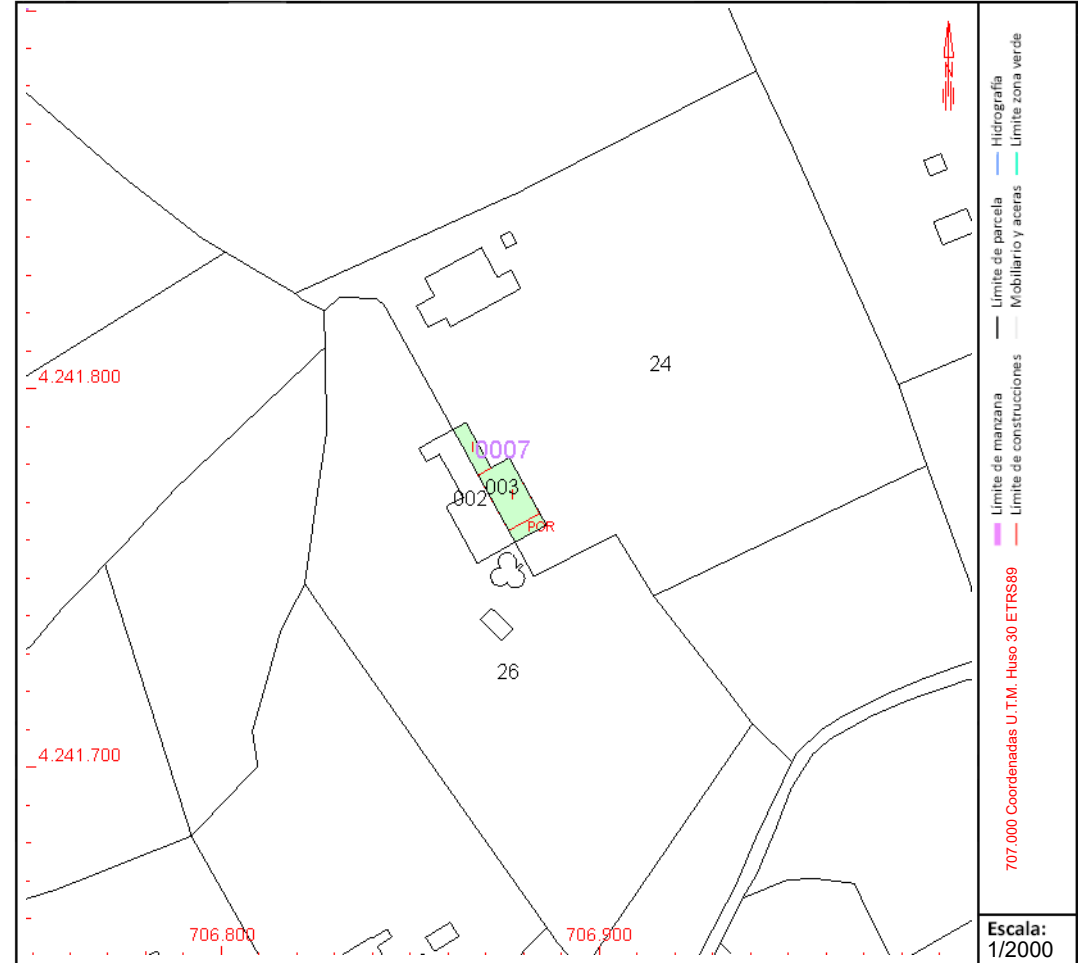 N
24
4.241.800
0007
003
002
I
I
POR
26
4.241.700
706.800
706.900
Hidrografía
Límite zona verde
Límite de parcela
Mobiliario y aceras
Límite de manzana
Límite de construcciones
707.000 Coordenadas U.T.M. Huso 30 ETRS89
Escala:
1/2000